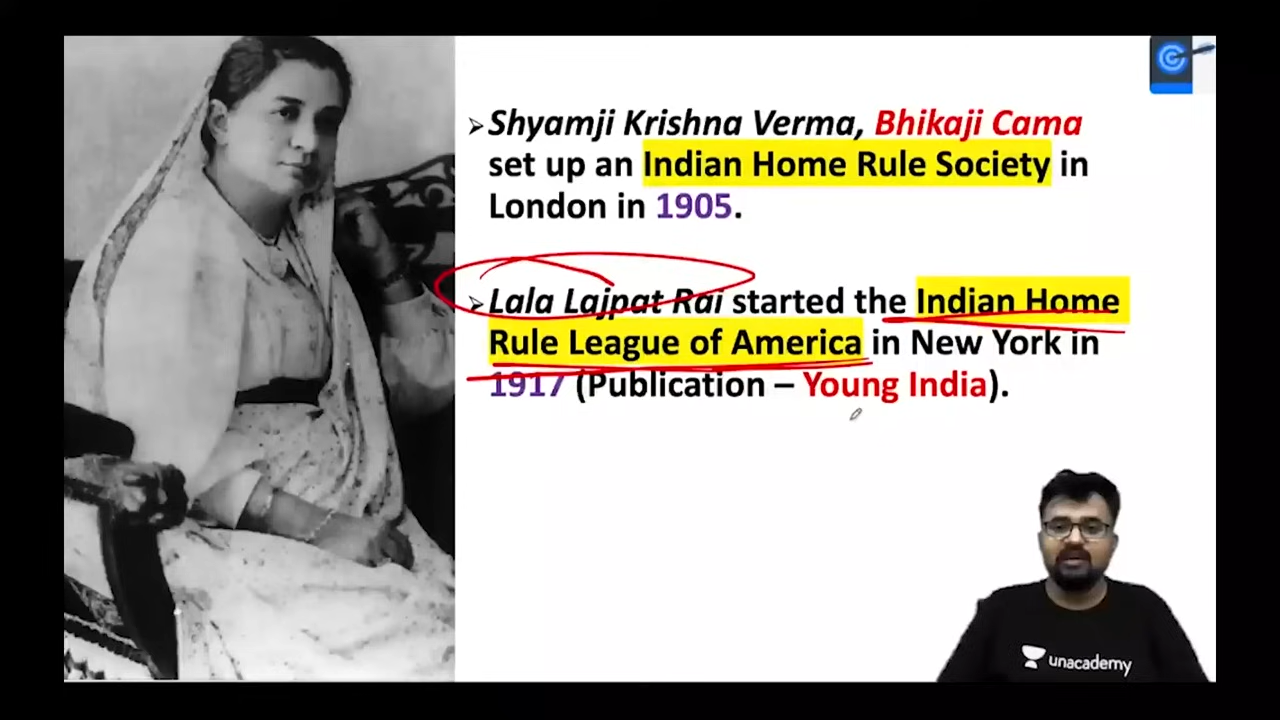 ➢Shyamji Krishna Verma, Bhikaji Cama
set up an Indian Home Rule Society in
London in 1905.
➢Lala Lajpat Rai started the Indian Home
Rule League of America in New York in
1917 (Publication – Young India).
unacademy